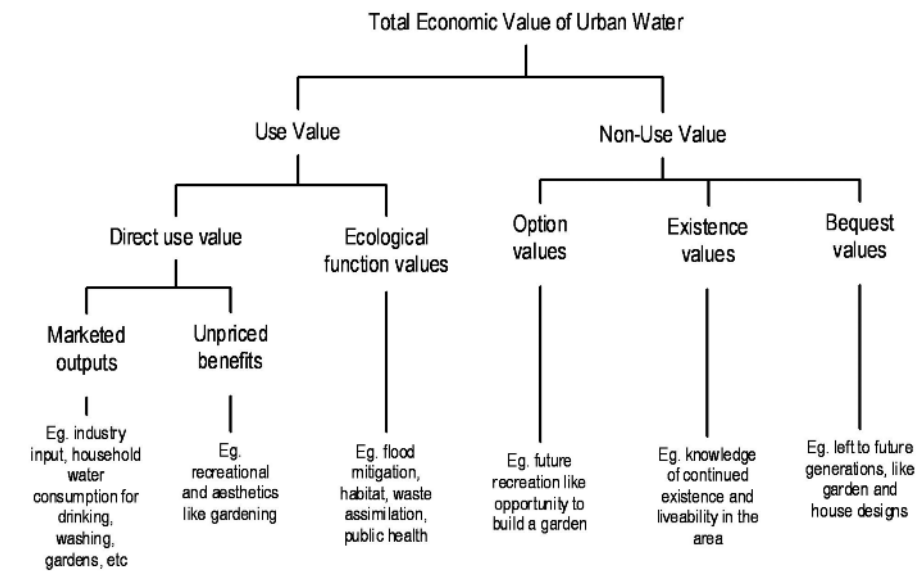 Total Economic Value of Urban Water
Use Value
Non-Use Value
Direct use value
Ecological
function values
Option
values
Existence
values
Bequest
values
Marketed
outputs
Unpriced
benefits
Eg. industry
input, household
water
consumption for
drinking,
washing,
gardens, etc
Eg.
recreational
and aesthetics
like gardening
Eg. flood
mitigation,
habitat, waste
assimilation,
public health
Eg. future
recreation like
opportunity to
build a garden
Eg. knowledge
of continued
existence and
liveability in the
area
Eg. left to future
generations, like
garden and
house designs